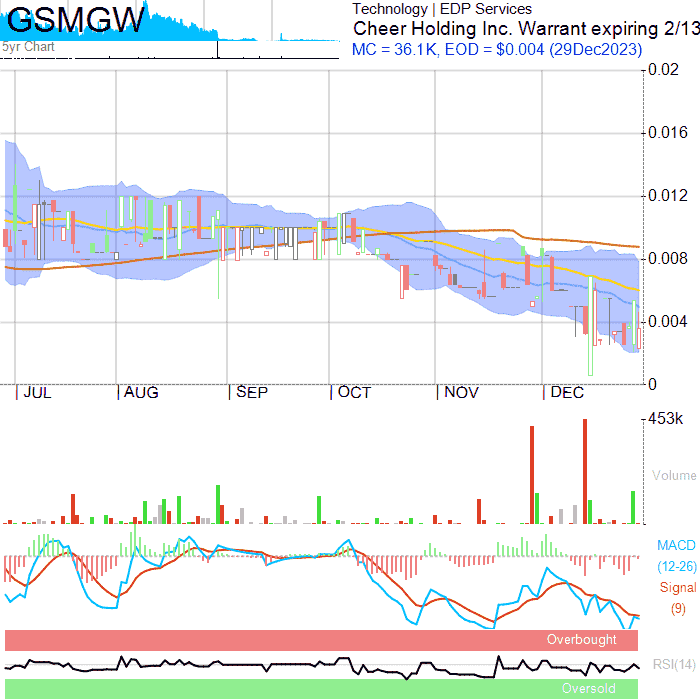 GSMGW
5yr Chart
Technology | EDP Services
Cheer Holding Inc. Warrant expiring 2/13
MC = 36.1K, EOD = $0.004 (29Dec2023)
0.02
0.016
0.012
0.008
0.004
0
JUL AUG SEP OCT NOV DEC
453k
Volume
MACD
(12-26)
Signal
(9)
Overbought
RSI(14)
Oversold